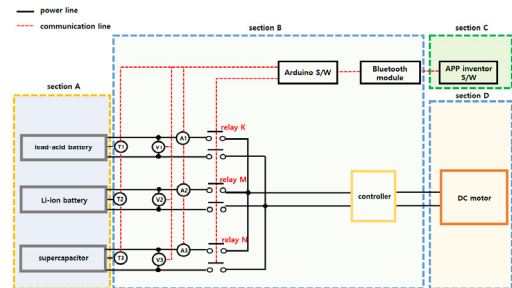 power line
communication line
section B
section C
Arduino S/W
Bluetooth
module
APP inventor
S/W
section A
section D
relay K
lead-acid battery
T1
V1
A1
relay M
Li-ion battery
T2
V2
A2
controller
DC motor
relay N
supercapacitor
T3
V3
A3